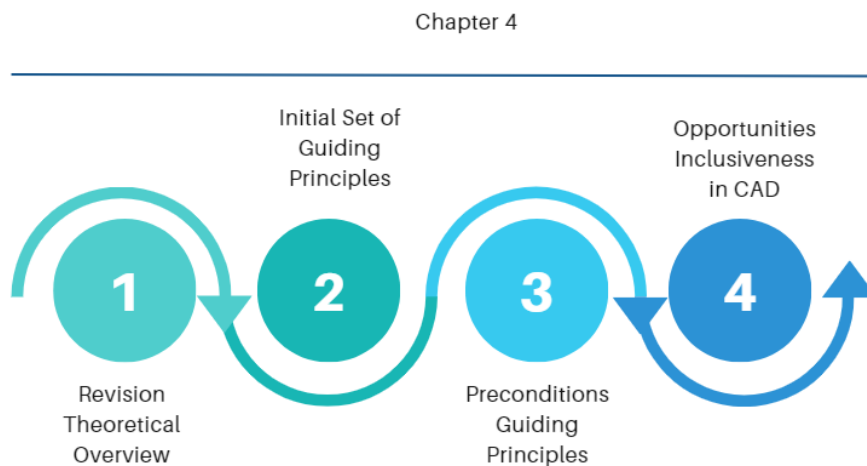 Chapter 4
Initial Set of
Guiding
Principles
Opportunities
Inclusiveness
in CAD
1
2
3
4
Revision
Theoretical
Overview
Preconditions
Guiding
Principles